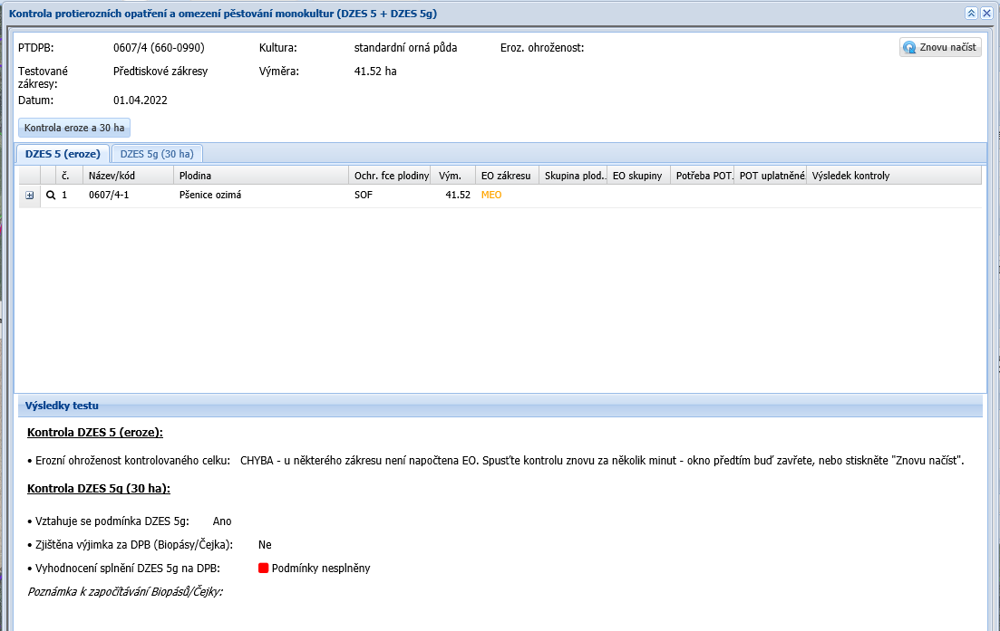 Kontrola protierozních opatření a omezení pěstování monokultur (DZES 5 + DZES 5g)
PTDPB: 0607/4 (660-0990) Kultura: standardní orná půda Eroz. ohroženost: Znovu načíst
Testované zákresy: Předtiskové zákresy Výměra: 41.52 ha
Datum: 01.04.2022
Kontrola eroze a 30 ha
DZES 5 (eroze) DZES 5g (30 ha)
č. Název/kód Plodina Ochr. fce plodiny Vým. EO zákresu Skupina plod.. EO skupiny Potřeba POT. POT uplatněné. Výsledek kontroly
1 0607/4-1 Pšenice ozimá SOF 41.52 MEO
Výsledky testu
Kontrola DZES 5 (eroze):
• Erozní ohroženost kontrolovaného celku: CHYBA - u některého zákresu není napočtena EO. Spusťte kontrolu znovu za několik minut - okno předtím buď zavřete, nebo stiskněte "Znovu načíst".
Kontrola DZES 5g (30 ha):
• Vztahuje se podmínka DZES 5g: Ano
• Zjištěna výjimka za DPB (Biopásy/Čejka): Ne
• Vyhodnocení splnění DZES 5g na DPB: Podmínky nesplněny
Poznámka k započítávání Biopásů/Čejky: